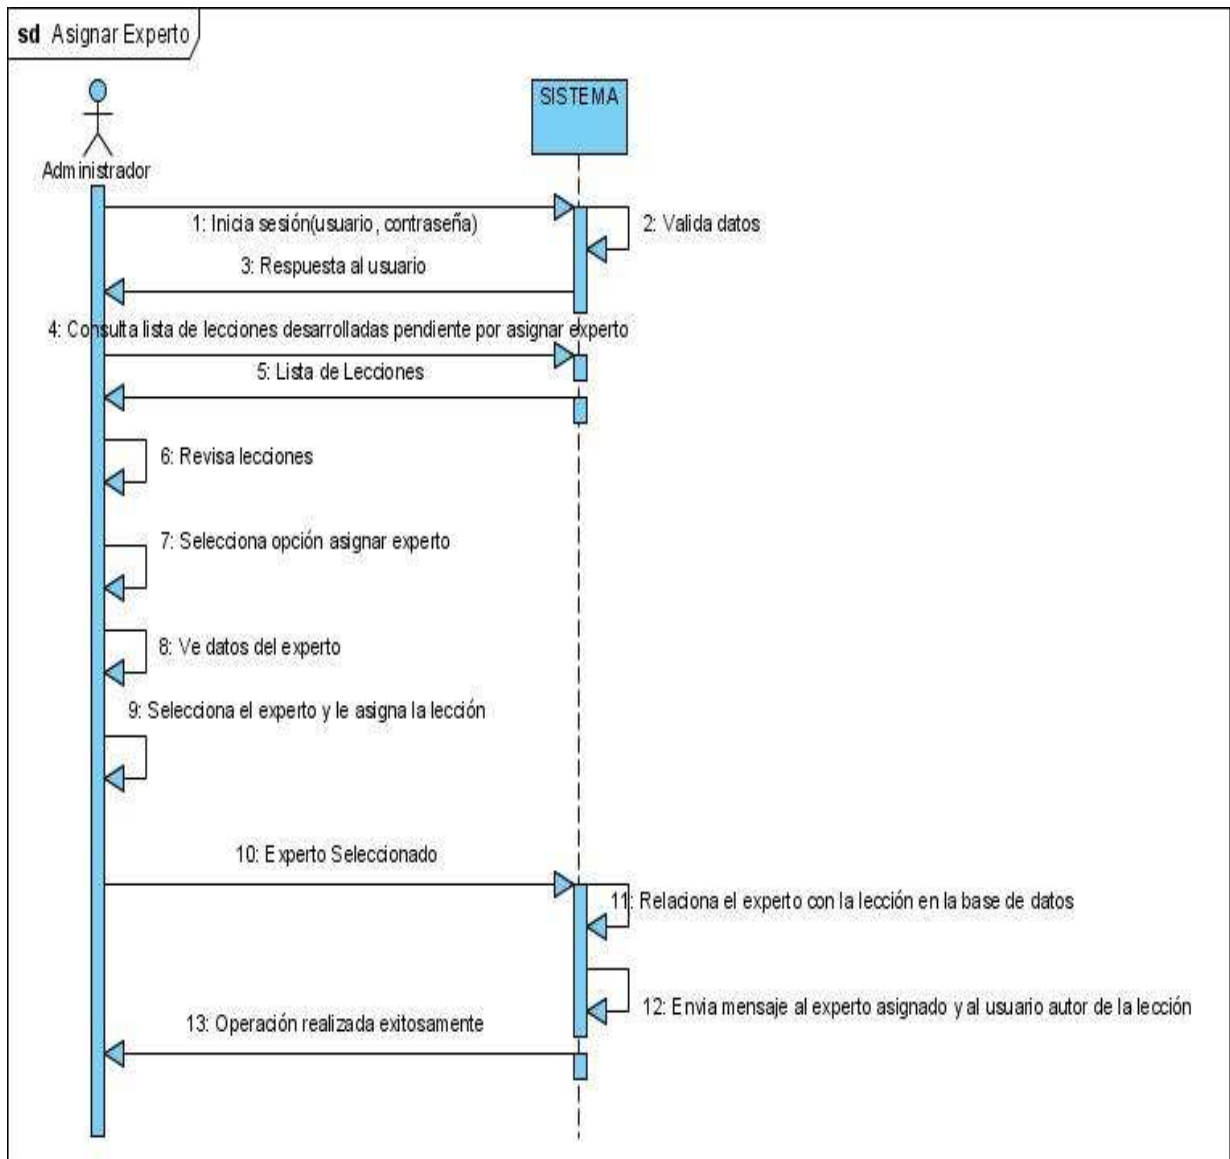 sd Asignar Experto
SISTEMA
Administrador
1: Inicia sesión(usuario, contraseña)
2: Valida datos
3: Respuesta al usuario
4: Consulta lista de lecciones desarrolladas pendiente por asignar experto
5: Lista de Lecciones
6: Revisa lecciones
7: Selecciona opción asignar experto
8: Ve datos del experto
9: Selecciona el experto y le asigna la lección
10: Experto Seleccionado
11: Relaciona el experto con la lección en la base de datos
12: Envia mensaje al experto asignado y al usuario autor de la lección
13: Operación realizada exitosamente